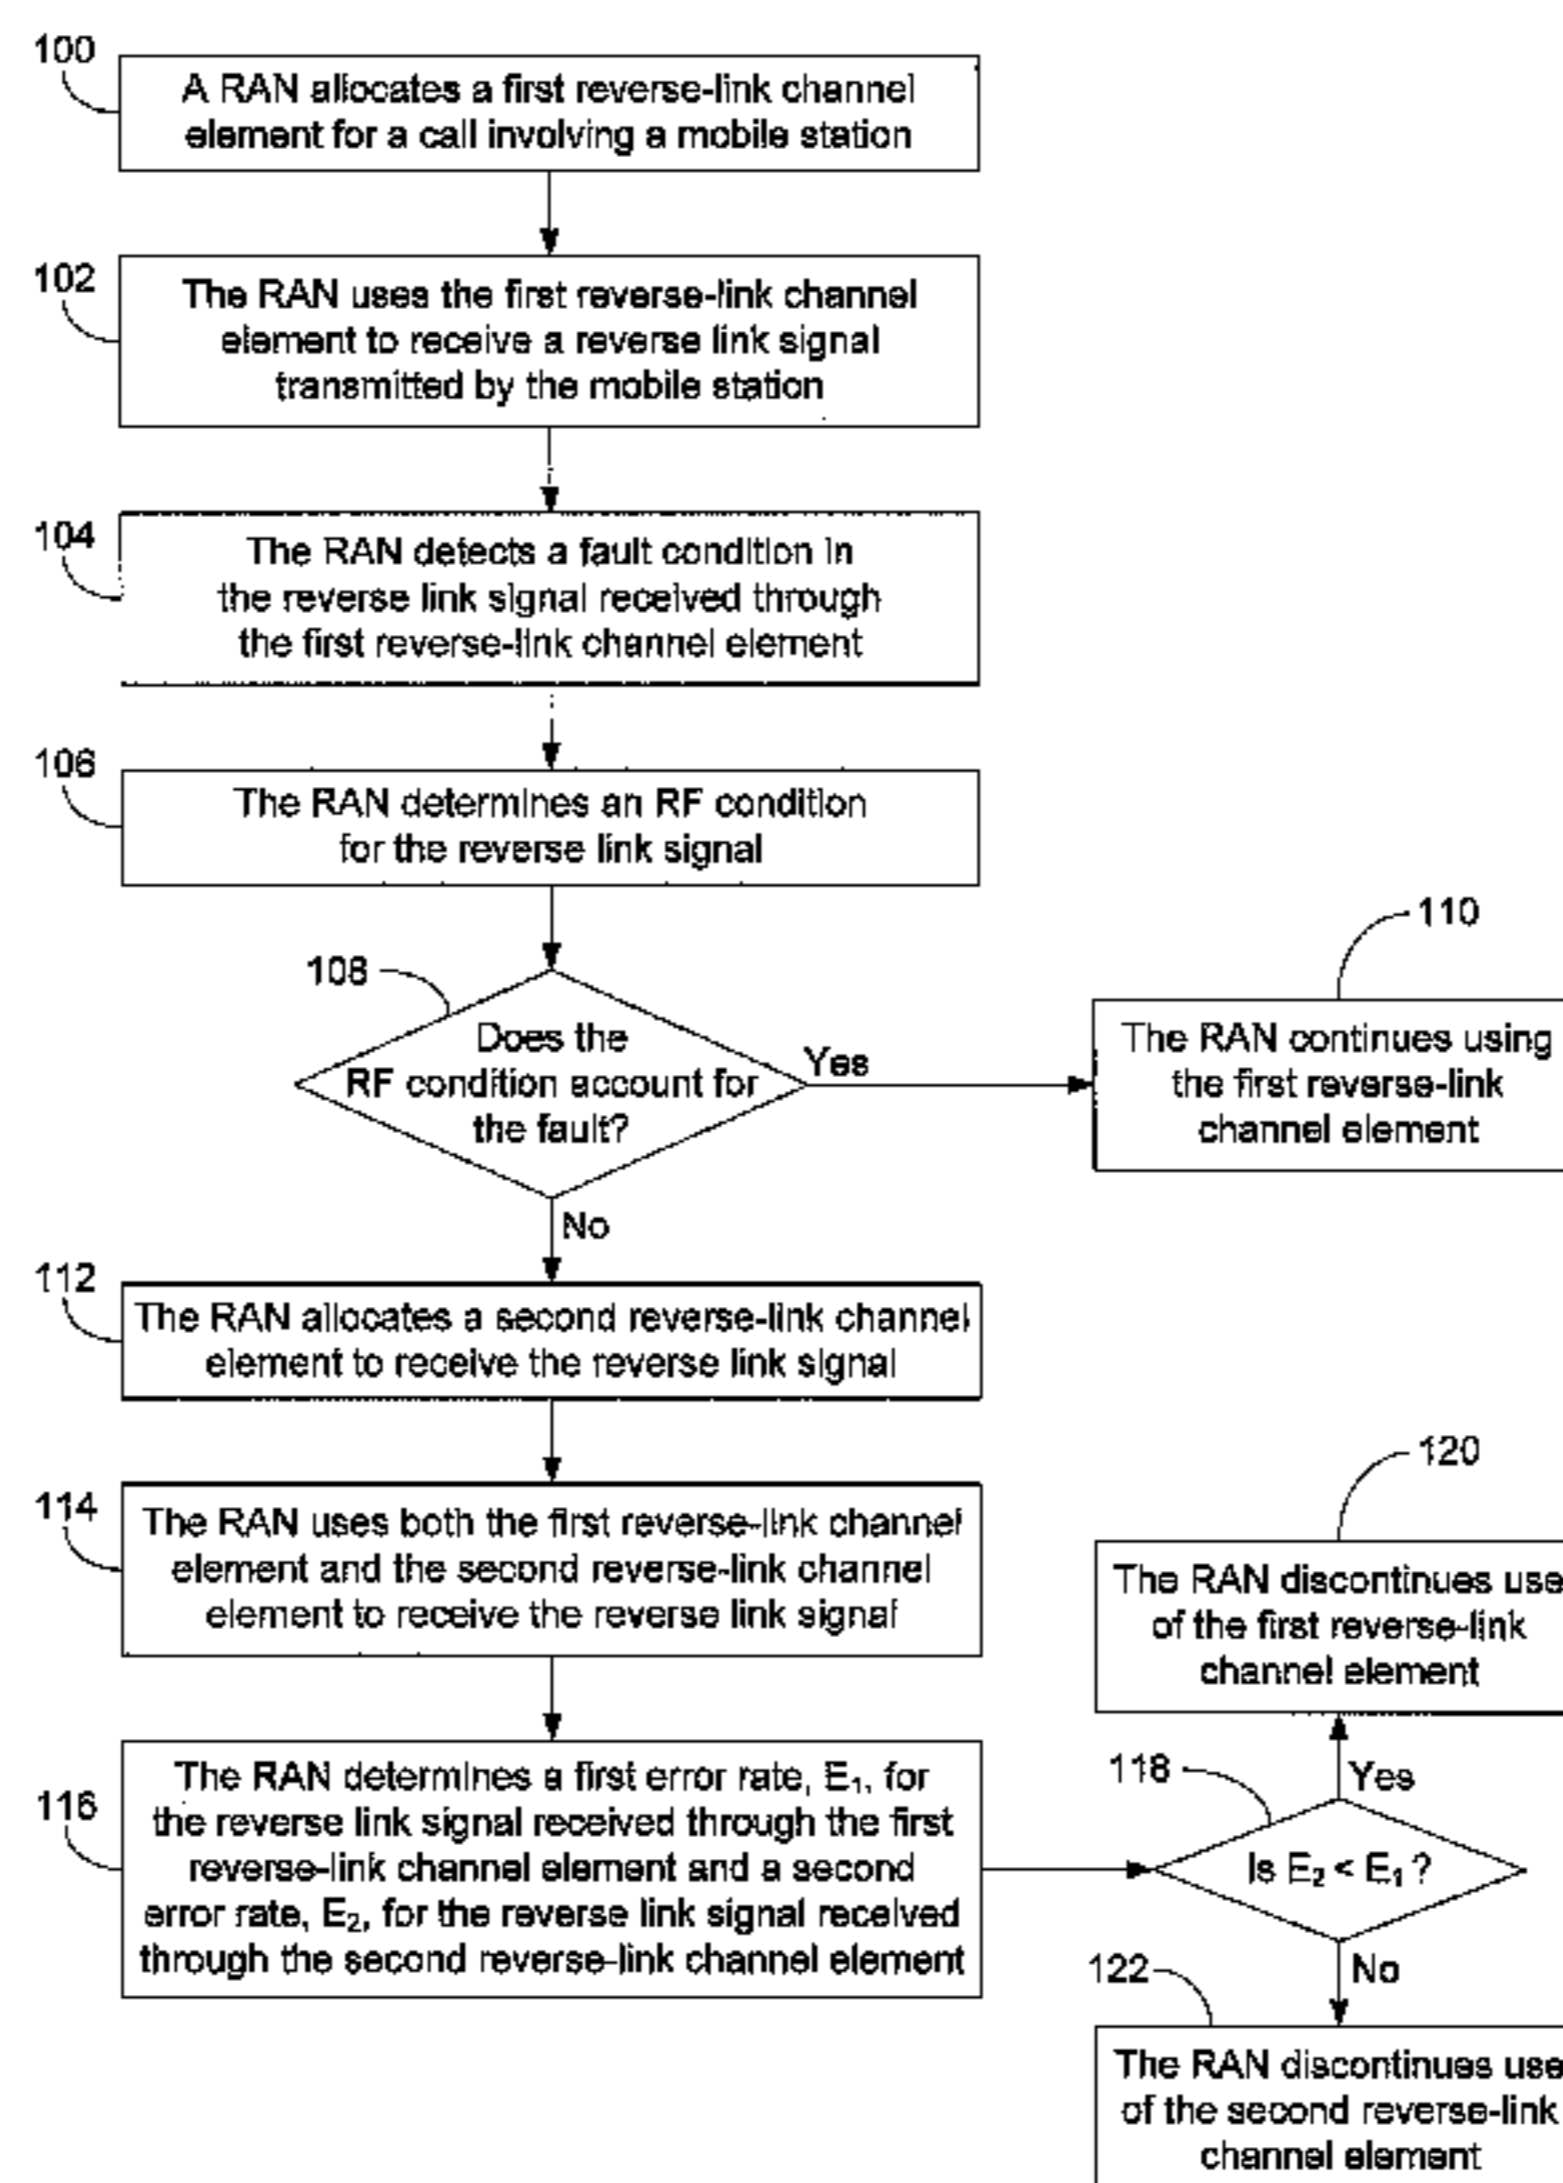 100
A RAN allocates a first reverse-link channel
element for a call involving a mobile station
102
The RAN uses the first reverse-link channel
element to receive a reverse link signal
transmitted by the mobile station
104
The RAN detects a fault condition in
the reverse link signal received through
the first reverse-link channel element
106
The RAN determines an RF condition
for the reverse link signal
108
Does the
RF condition account for
the fault?
Yes
110
The RAN continues using
the first reverse-link
channel element
No
112
The RAN allocates a second reverse-link channel
element to receive the reverse link signal
114
The RAN uses both the first reverse-link channel
element and the second reverse-link channel
element to receive the reverse link signal
116
The RAN determines a first error rate, E₁, for
the reverse link signal received through the first
reverse-link channel element and a second
error rate, E₂, for the reverse link signal received
through the second reverse-link channel element
118
Is E₂ < E₁ ?
Yes
120
The RAN discontinues use
of the first reverse-link
channel element
No
122
The RAN discontinues use
of the second reverse-link
channel element